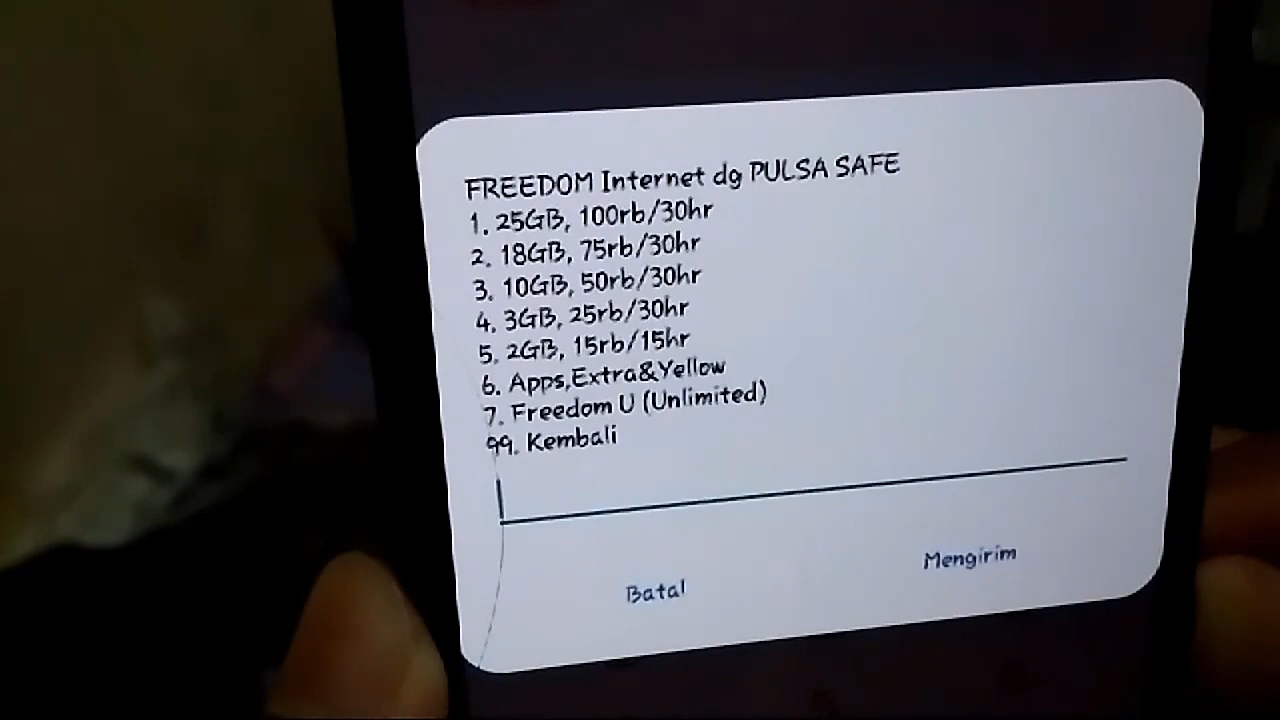 FREEDOM Internet dg PULSA SAFE
1. 25GB, 100rb/30hr
2. 18GB, 75rb/30hr
3. 10GB, 50rb/30hr
4. 3GB, 25rb/30hr
5. 2GB, 15rb/15hr
6. Apps,Extra&Yellow
7. Freedom U (Unlimited)
99. Kembali
Batal
Mengirim